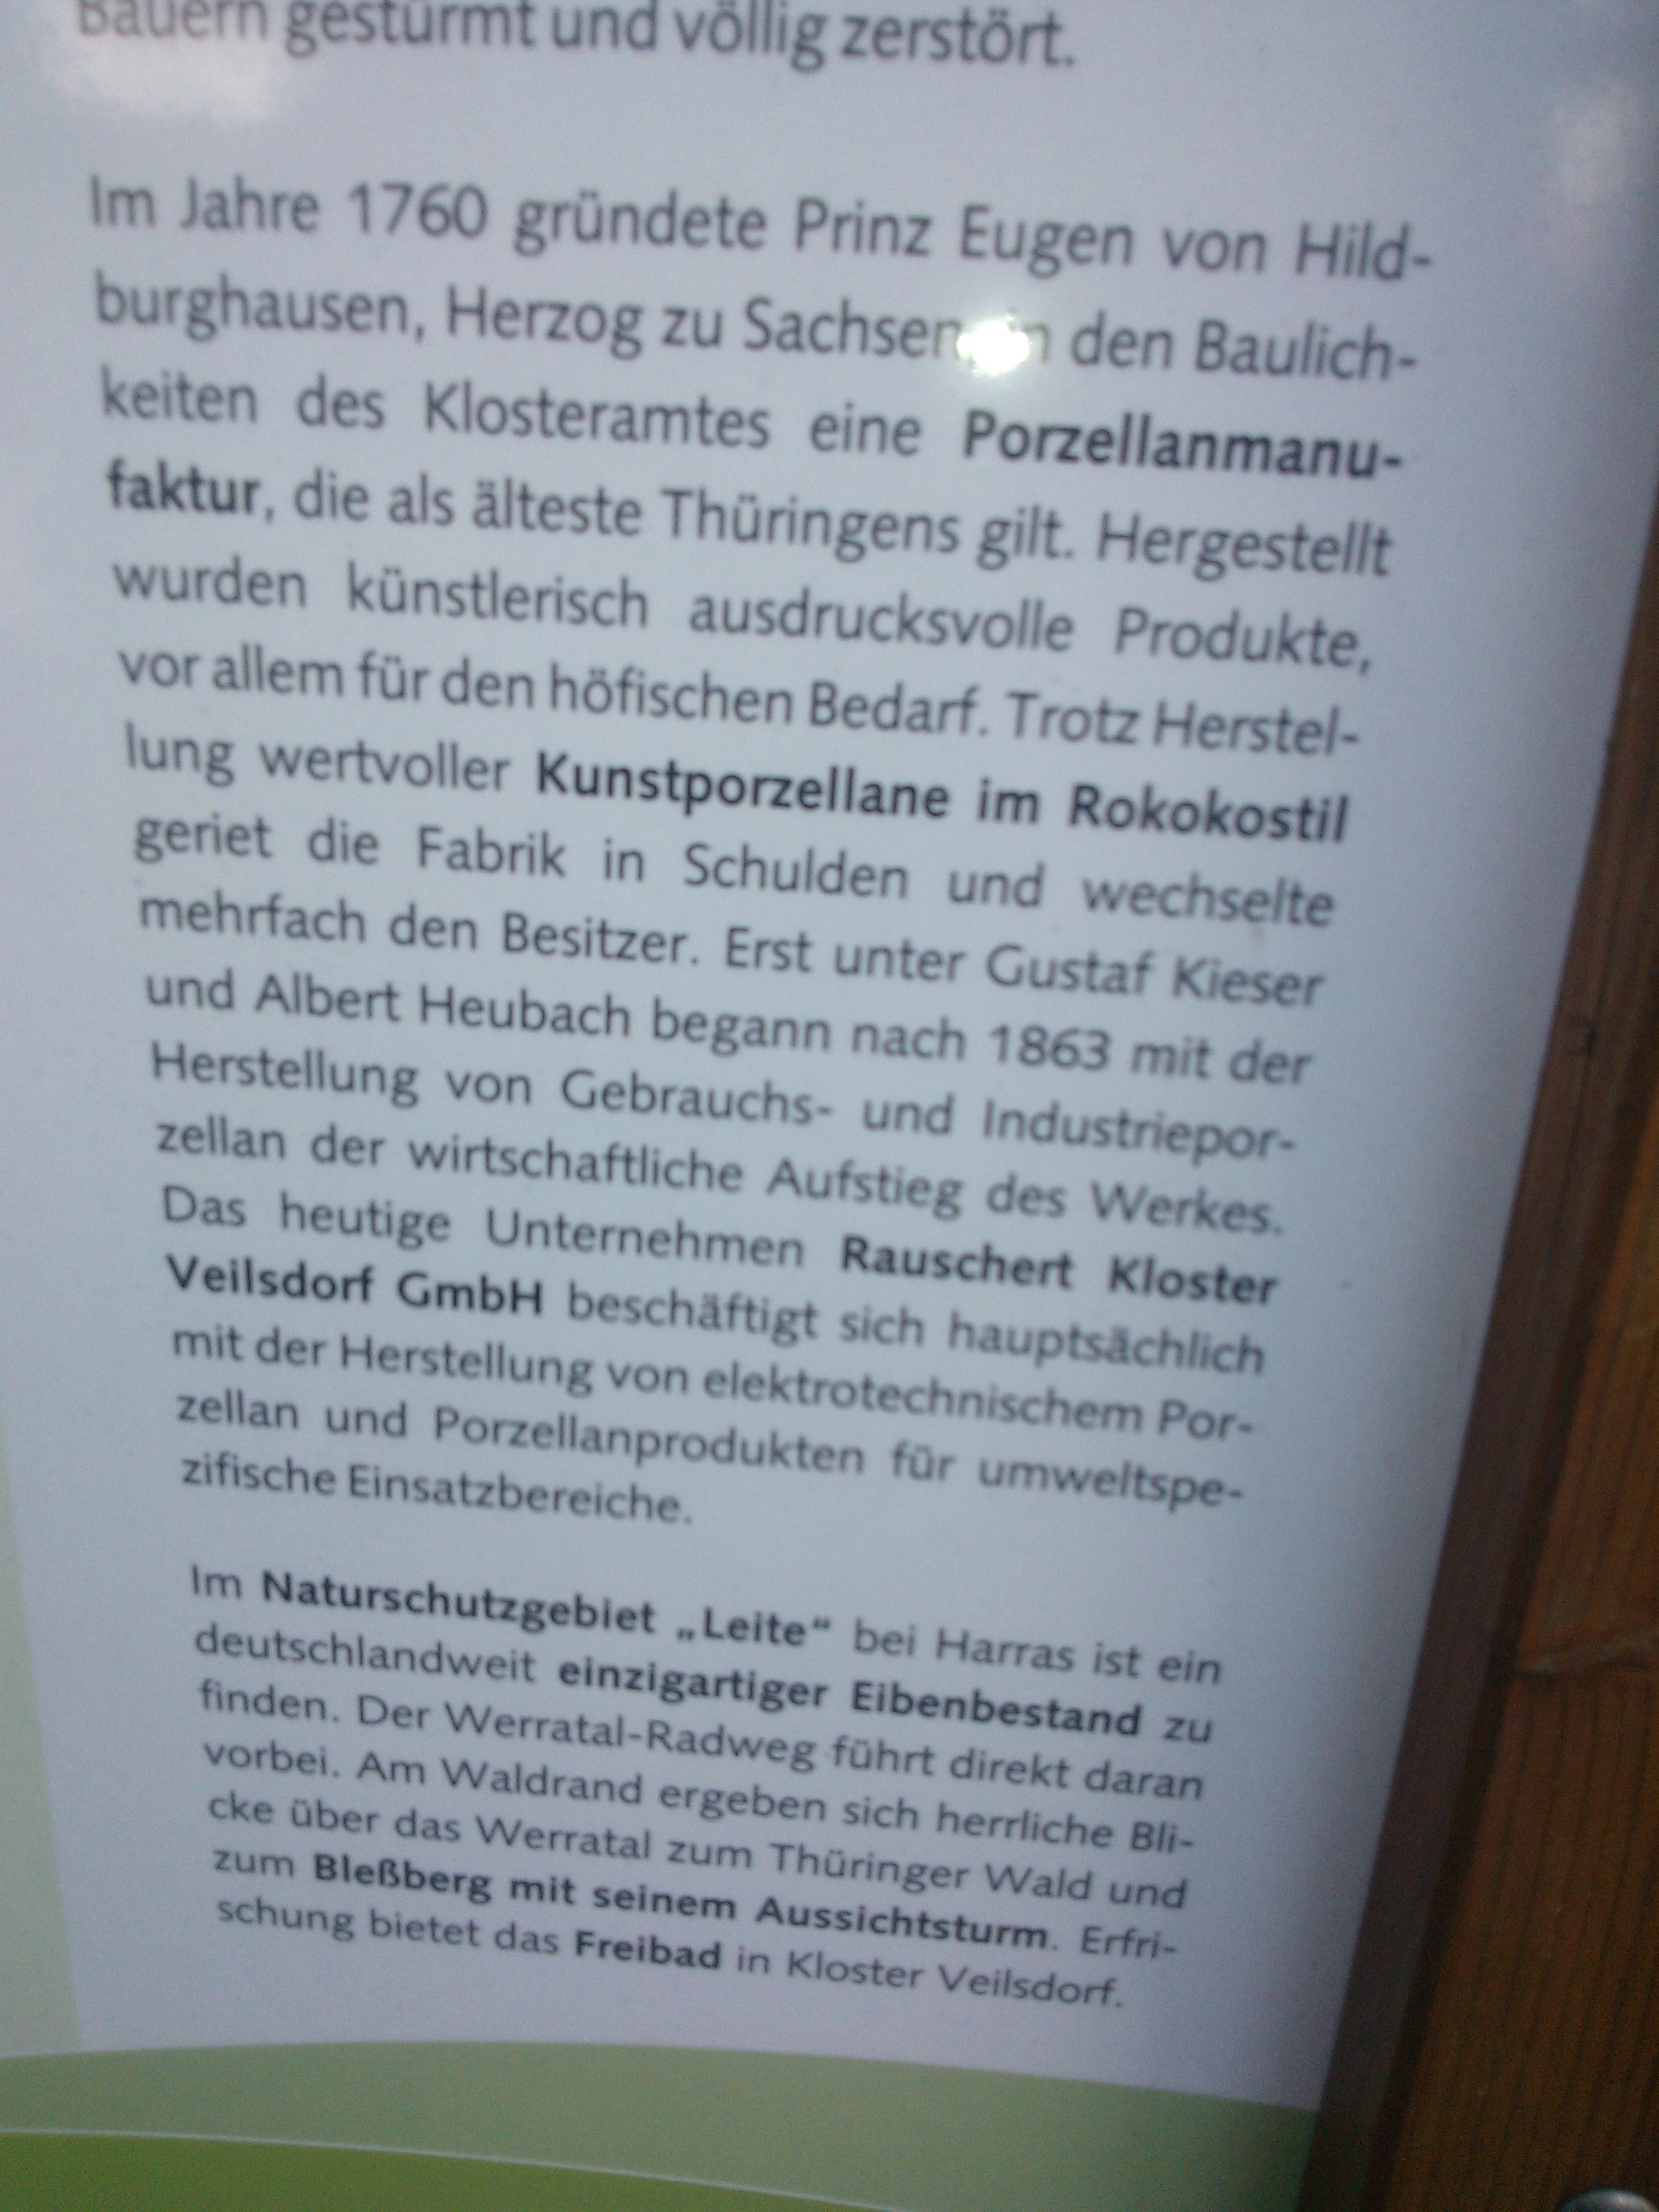 Bauern gestürmt und völlig zerstört.
Im Jahre 1760 gründete Prinz Eugen von Hild-
burghausen, Herzog zu Sachsen, in den Baulich-
keiten des Klosteramtes eine Porzellanmanu-
faktur, die als älteste Thüringens gilt. Hergestellt
wurden künstlerisch ausdrucksvolle Produkte,
vor allem für den höfischen Bedarf. Trotz Herstel-
lung wertvoller Kunstporzellane im Rokokostil
geriet die Fabrik in Schulden und wechselte
mehrfach den Besitzer. Erst unter Gustaf Kieser
und Albert Heubach begann nach 1863 mit der
Herstellung von Gebrauchs- und Industriepor-
zellan der wirtschaftliche Aufstieg des Werkes.
Das heutige Unternehmen Rauschert Kloster
Veilsdorf GmbH beschäftigt sich hauptsächlich
mit der Herstellung von elektrotechnischem Por-
zellan und Porzellanprodukten für umweltspe-
zifische Einsatzbereiche.
Im Naturschutzgebiet „Leite“ bei Harras ist ein
deutschlandweit einzigartiger Eibenbestand zu
finden. Der Werratal-Radweg führt direkt daran
vorbei. Am Waldrand ergeben sich herrliche Bli-
cke über das Werratal zum Thüringer Wald und
zum Bleßberg mit seinem Aussichtsturm. Erfri-
schung bietet das Freibad in Kloster Veilsdorf.